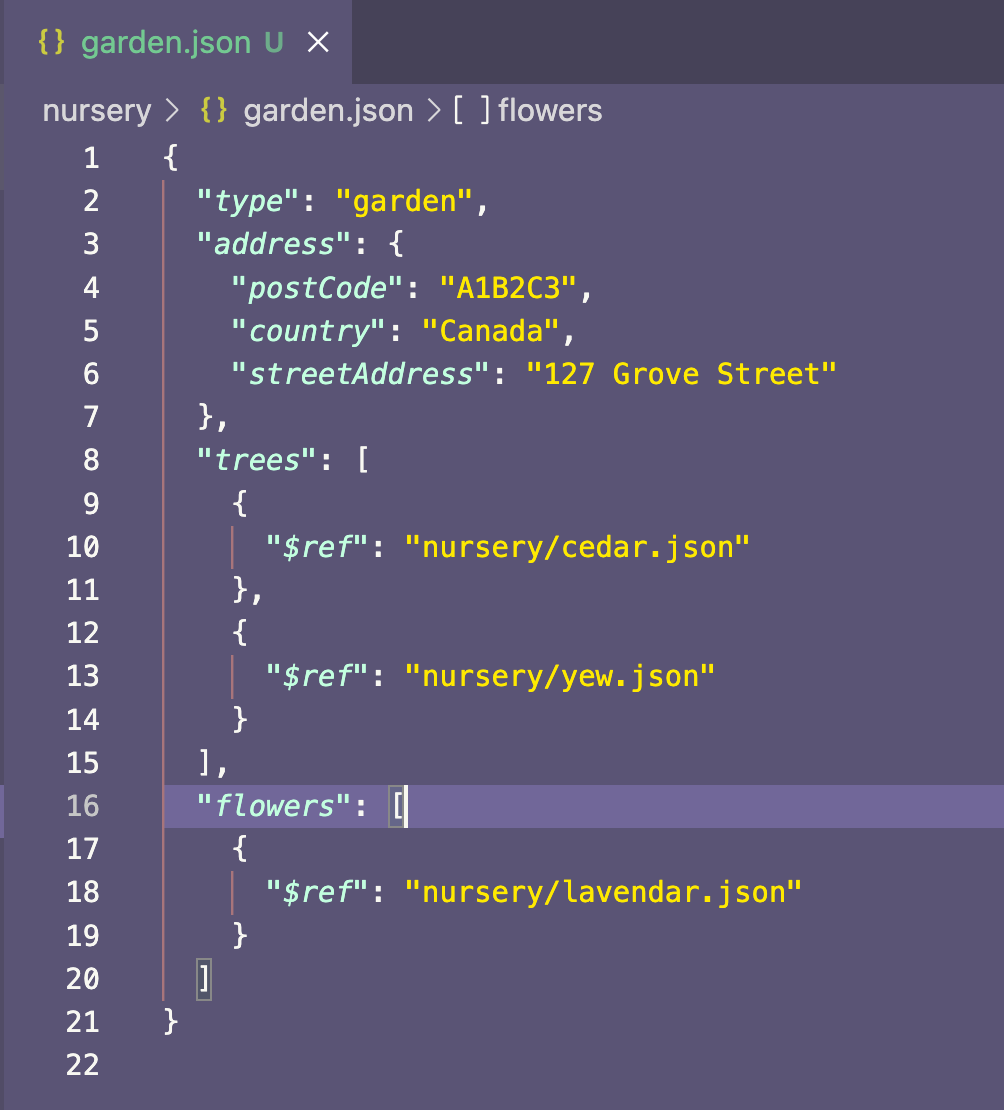 {} garden.json U ×
nursery > {} garden.json > [ ] flowers
1 {
2   "type": "garden",
3   "address": {
4     "postCode": "A1B2C3",
5     "country": "Canada",
6     "streetAddress": "127 Grove Street"
7   },
8   "trees": [
9     {
10       "$ref": "nursery/cedar.json"
11     },
12     {
13       "$ref": "nursery/yew.json"
14     }
15   ],
16   "flowers": [
17     {
18       "$ref": "nursery/lavendar.json"
19     }
20   ]
21 }
22